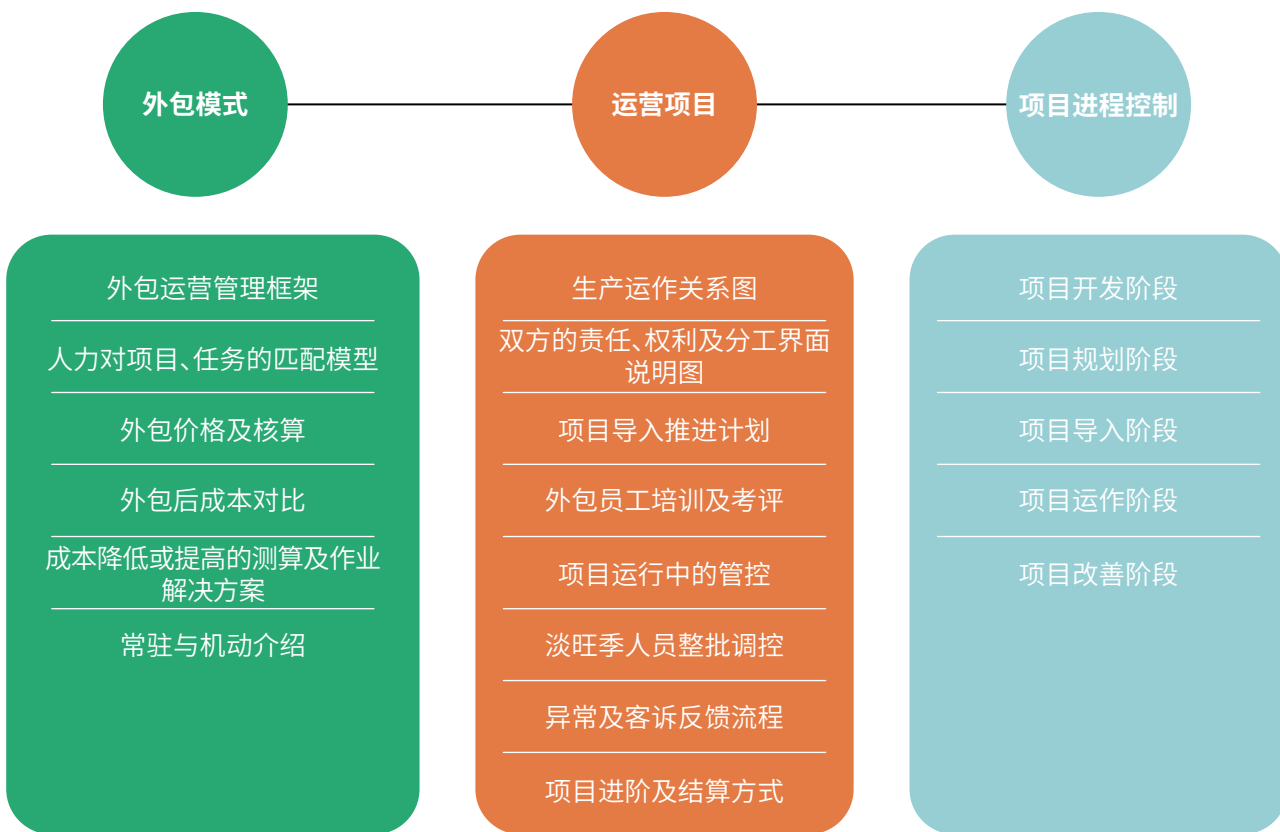 外包模式
运营项目
项目进程控制
外包运营管理框架
人力对项目、任务的匹配模型
外包价格及核算
外包后成本对比
成本降低或提高的测算及作业
解决方案
常驻与机动介绍
生产运作关系图
双方的责任、权利及分工界面
说明图
项目导入推进计划
外包员工培训及考评
项目运行中的管控
淡旺季人员整批调控
异常及客诉反馈流程
项目进阶及结算方式
项目开发阶段
项目规划阶段
项目导入阶段
项目运作阶段
项目改善阶段